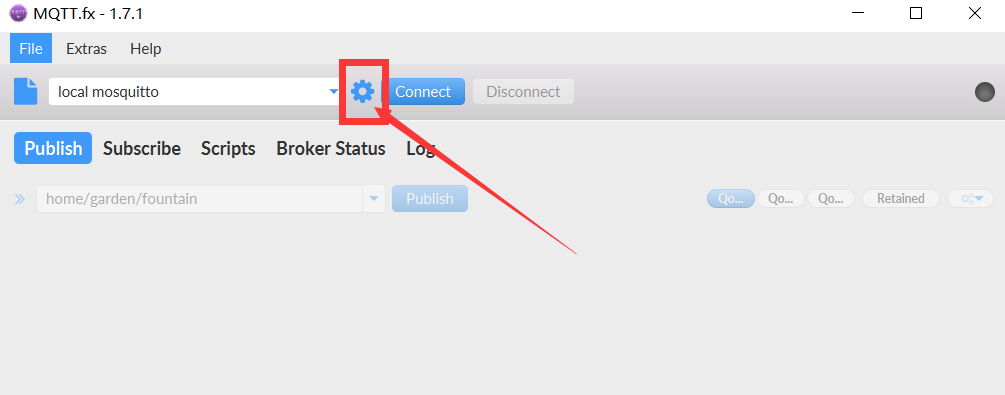 MQTT.fx - 1.7.1
File Extras Help
local mosquitto Connect Disconnect
Publish Subscribe Scripts Broker Status Log
home/garden/fountain Publish Qo... Qo... Qo... Retained